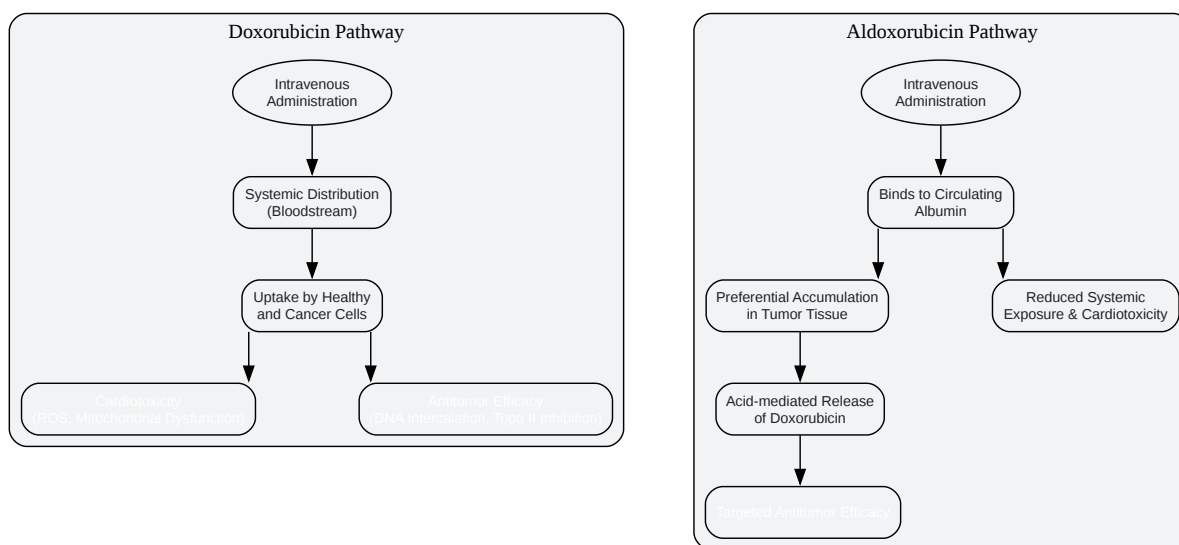 Doxorubicin Pathway
Intravenous
Administration
Systemic Distribution
(Bloodstream)
Uptake by Healthy
and Cancer Cells
Cardiotoxicity
(ROS, Mitochondrial Dysfunction)
Antitumor Efficacy
(DNA Intercalation, Topo II Inhibition)
Aldoxorubicin Pathway
Intravenous
Administration
Binds to Circulating
Albumin
Preferential Accumulation
in Tumor Tissue
Reduced Systemic
Exposure & Cardiotoxicity
Acid-mediated Release
of Doxorubicin
Targeted Antitumor Efficacy